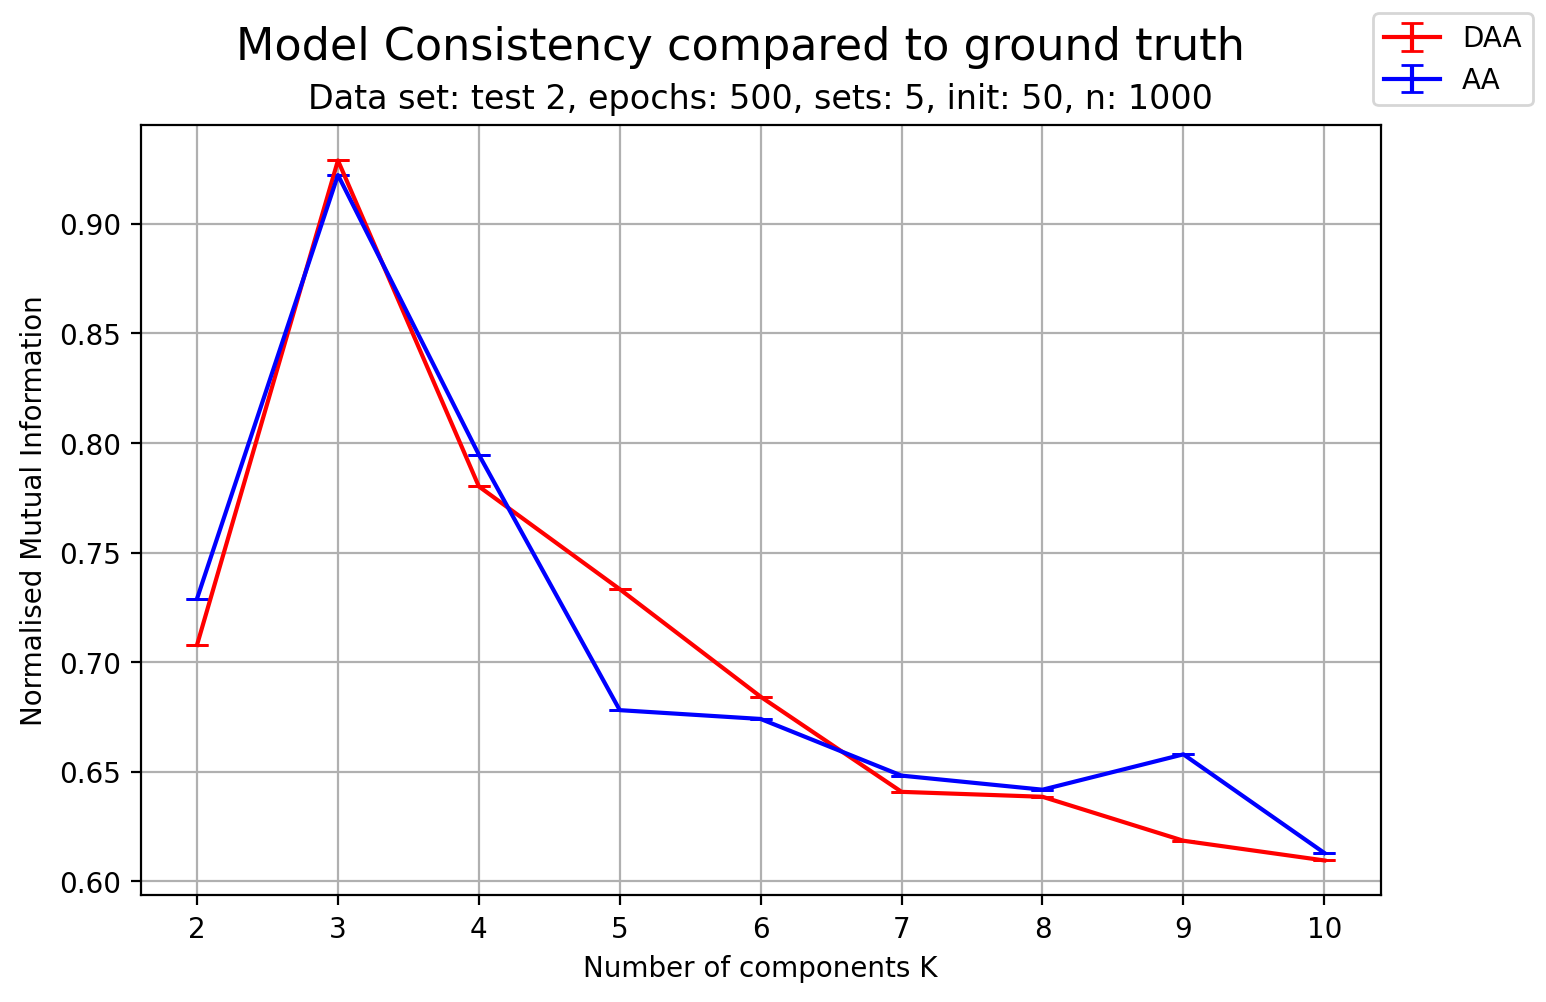 Model Consistency compared to ground truth
Data set: test 2, epochs: 500, sets: 5, init: 50, n: 1000
DAA
AA
Normalised Mutual Information
0.90
0.85
0.80
0.75
0.70
0.65
0.60
2 3 4 5 6 7 8 9 10
Number of components K